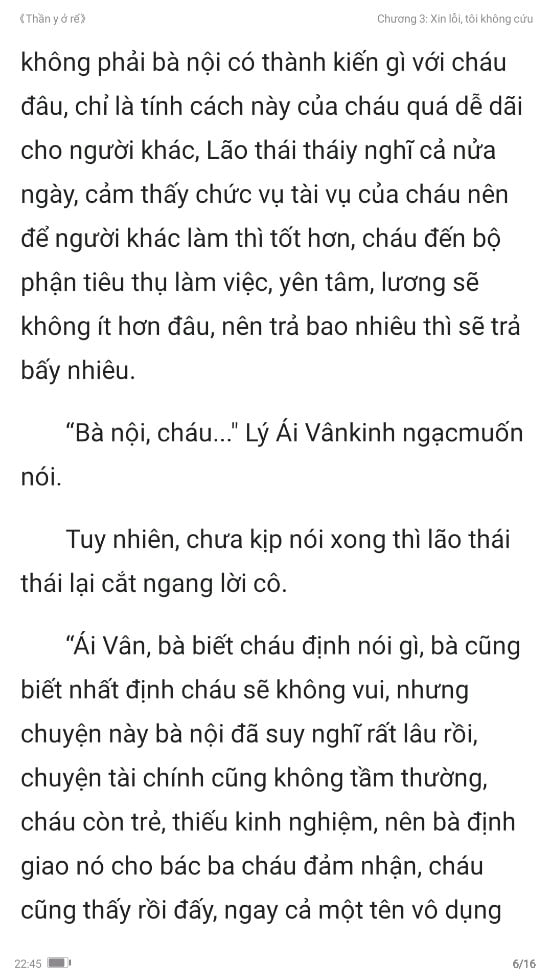 《Thần y ở rể》
Chương 3: Xin lỗi, tôi không cứu
không phải bà nội có thành kiến gì với cháu
đâu, chỉ là tính cách này của cháu quá dễ dãi
cho người khác, Lão thái tháiy nghĩ cả nửa
ngày, cảm thấy chức vụ tài vụ của cháu nên
để người khác làm thì tốt hơn, cháu đến bộ
phận tiêu thụ làm việc, yên tâm, lương sẽ
không ít hơn đâu, nên trả bao nhiêu thì sẽ trả
bấy nhiêu.
“Bà nội, cháu..." Lý Ái Vânkinh ngạcmuốn
nói.
Tuy nhiên, chưa kịp nói xong thì lão thái
thái lại cắt ngang lời cô.
“Ái Vân, bà biết cháu định nói gì, bà cũng
biết nhất định cháu sẽ không vui, nhưng
chuyện này bà nội đã suy nghĩ rất lâu rồi,
chuyện tài chính cũng không tầm thường,
cháu còn trẻ, thiếu kinh nghiệm, nên bà định
giao nó cho bác ba cháu đảm nhận, cháu
cũng thấy rồi đấy, ngay cả một tên vô dụng
22:45
6/16